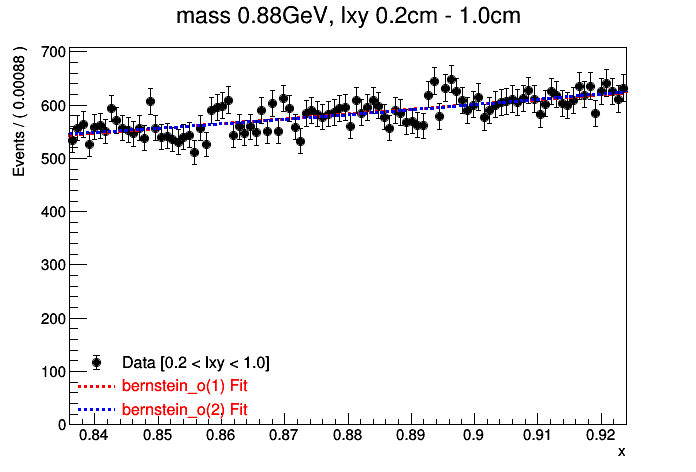 mass 0.88GeV, lxy 0.2cm - 1.0cm
Events / ( 0.00088 )
700
600
500
400
300
200
100
0
Data [0.2 < lxy < 1.0]
bernstein_o(1) Fit
bernstein_o(2) Fit
0.84 0.85 0.86 0.87 0.88 0.89 0.9 0.91 0.92
x